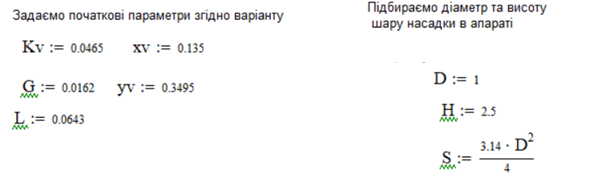 Задаємо початкові параметри згідно варіанту
Kv := 0.0465 xv := 0.135
G := 0.0162 yv := 0.3495
L := 0.0643
Підбираємо діаметр та висоту
шару насадки в апараті
D := 1
H := 2.5
S := 3.14 · D²
4